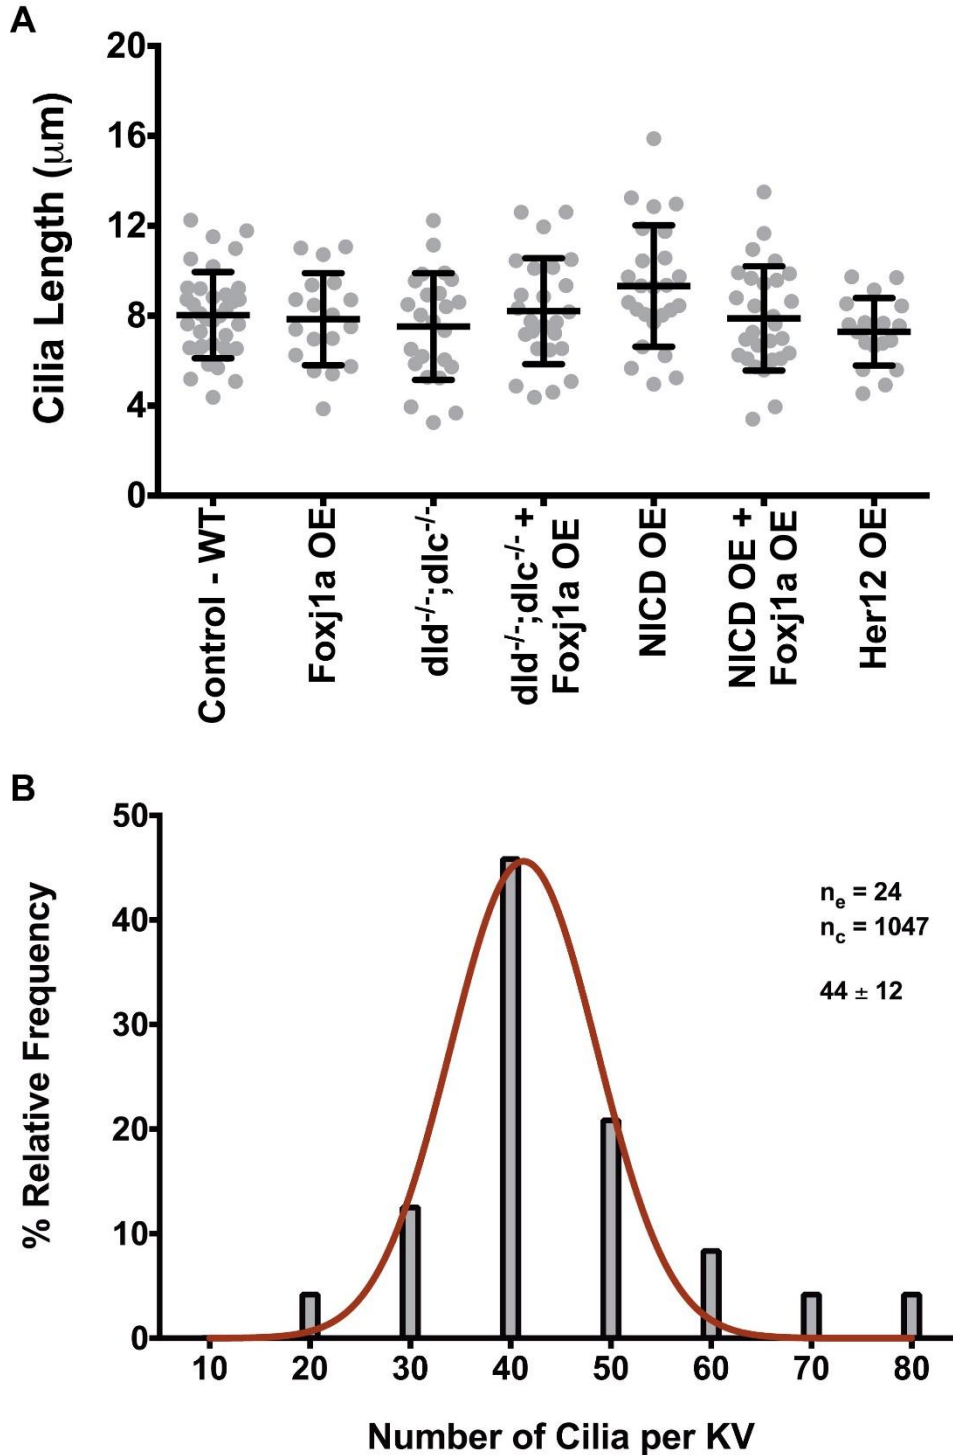 A
Cilia Length (μm)
20
16
12
8
4
0
Control - WT
Foxj1a OE
dld-/-;dlc-/-
dld-/-;dlc-/- +
Foxj1a OE
NICD OE
NICD OE +
Foxj1a OE
Her12 OE
B
% Relative Frequency
50
40
30
20
10
0
ne = 24
nc = 1047
44 ± 12
10 20 30 40 50 60 70 80
Number of Cilia per KV